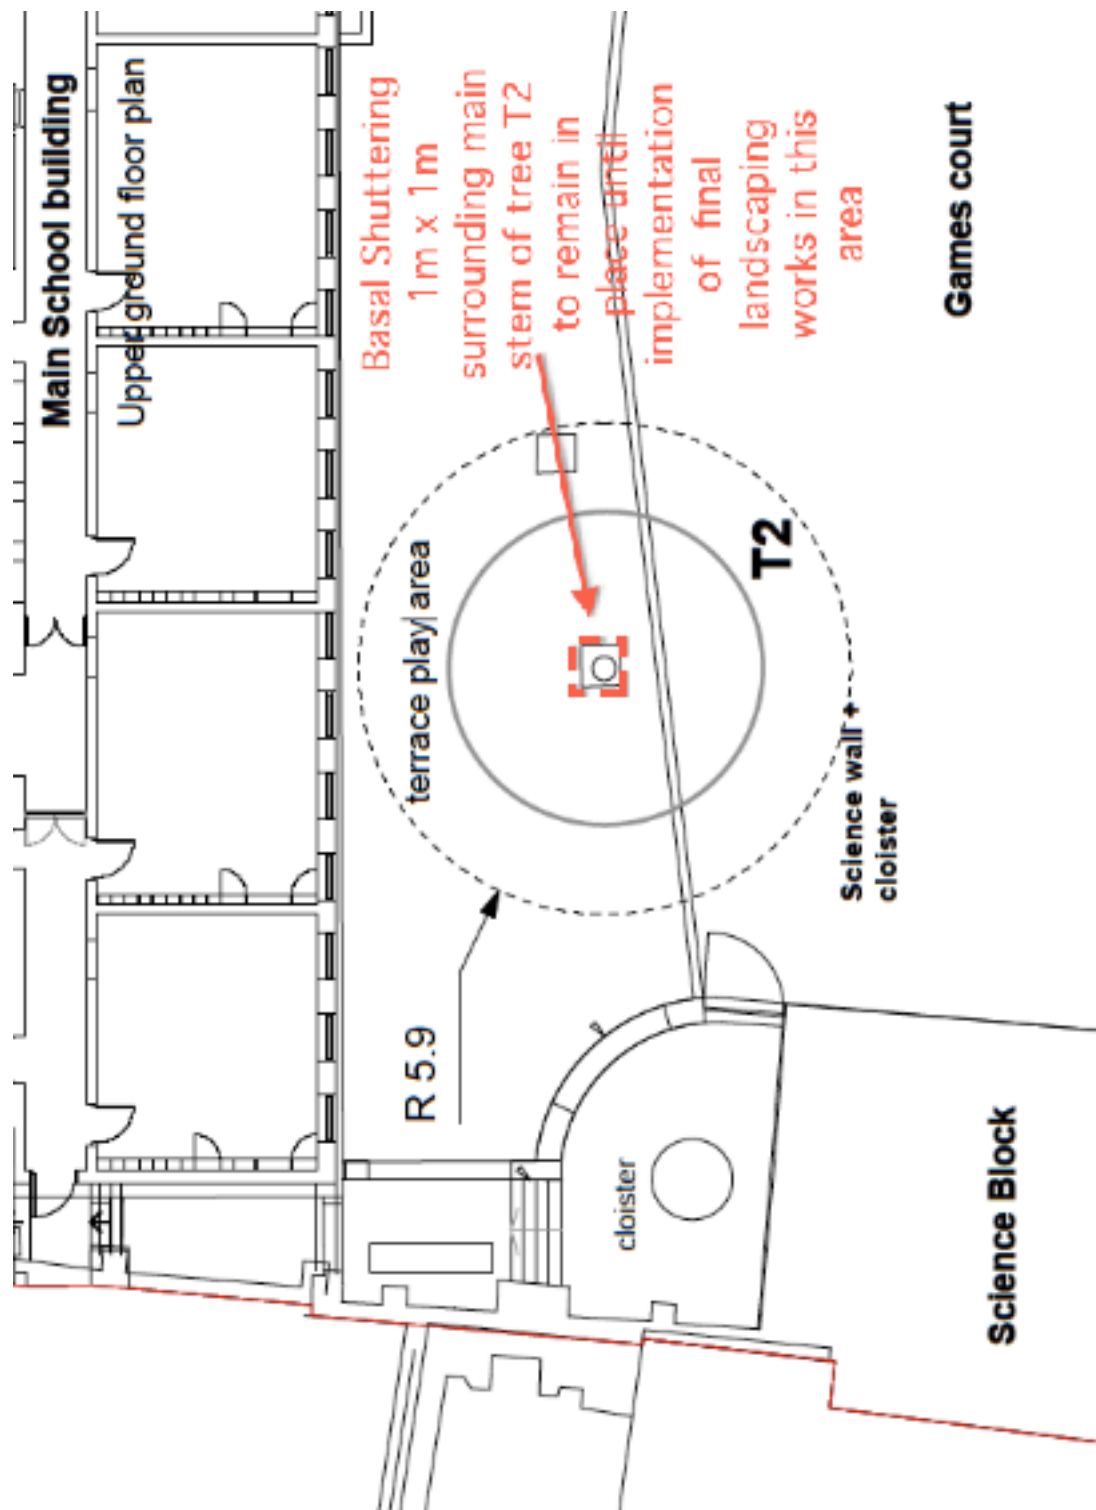 Main School building
Upper ground floor plan
Basal Shuttering
1m x 1m
surrounding main
stem of tree T2
to remain in
place until
implementation
of final
landscaping
works in this
area
Games court
terrace play area
T2
R 5.9
Science wall +
cloister
cloister
Science Block